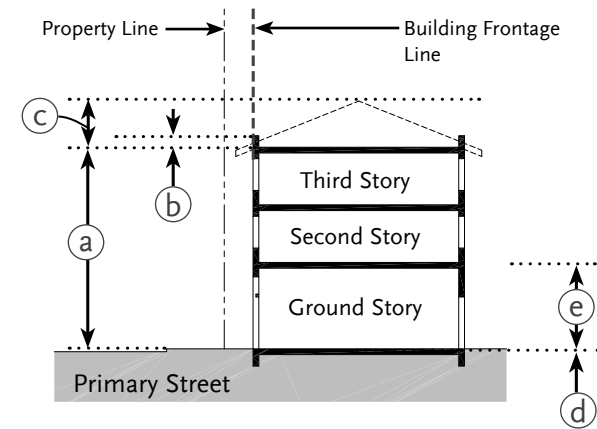 Property Line
Building Frontage
Line
c
b
Third Story
a
Second Story
e
Ground Story
Primary Street
d